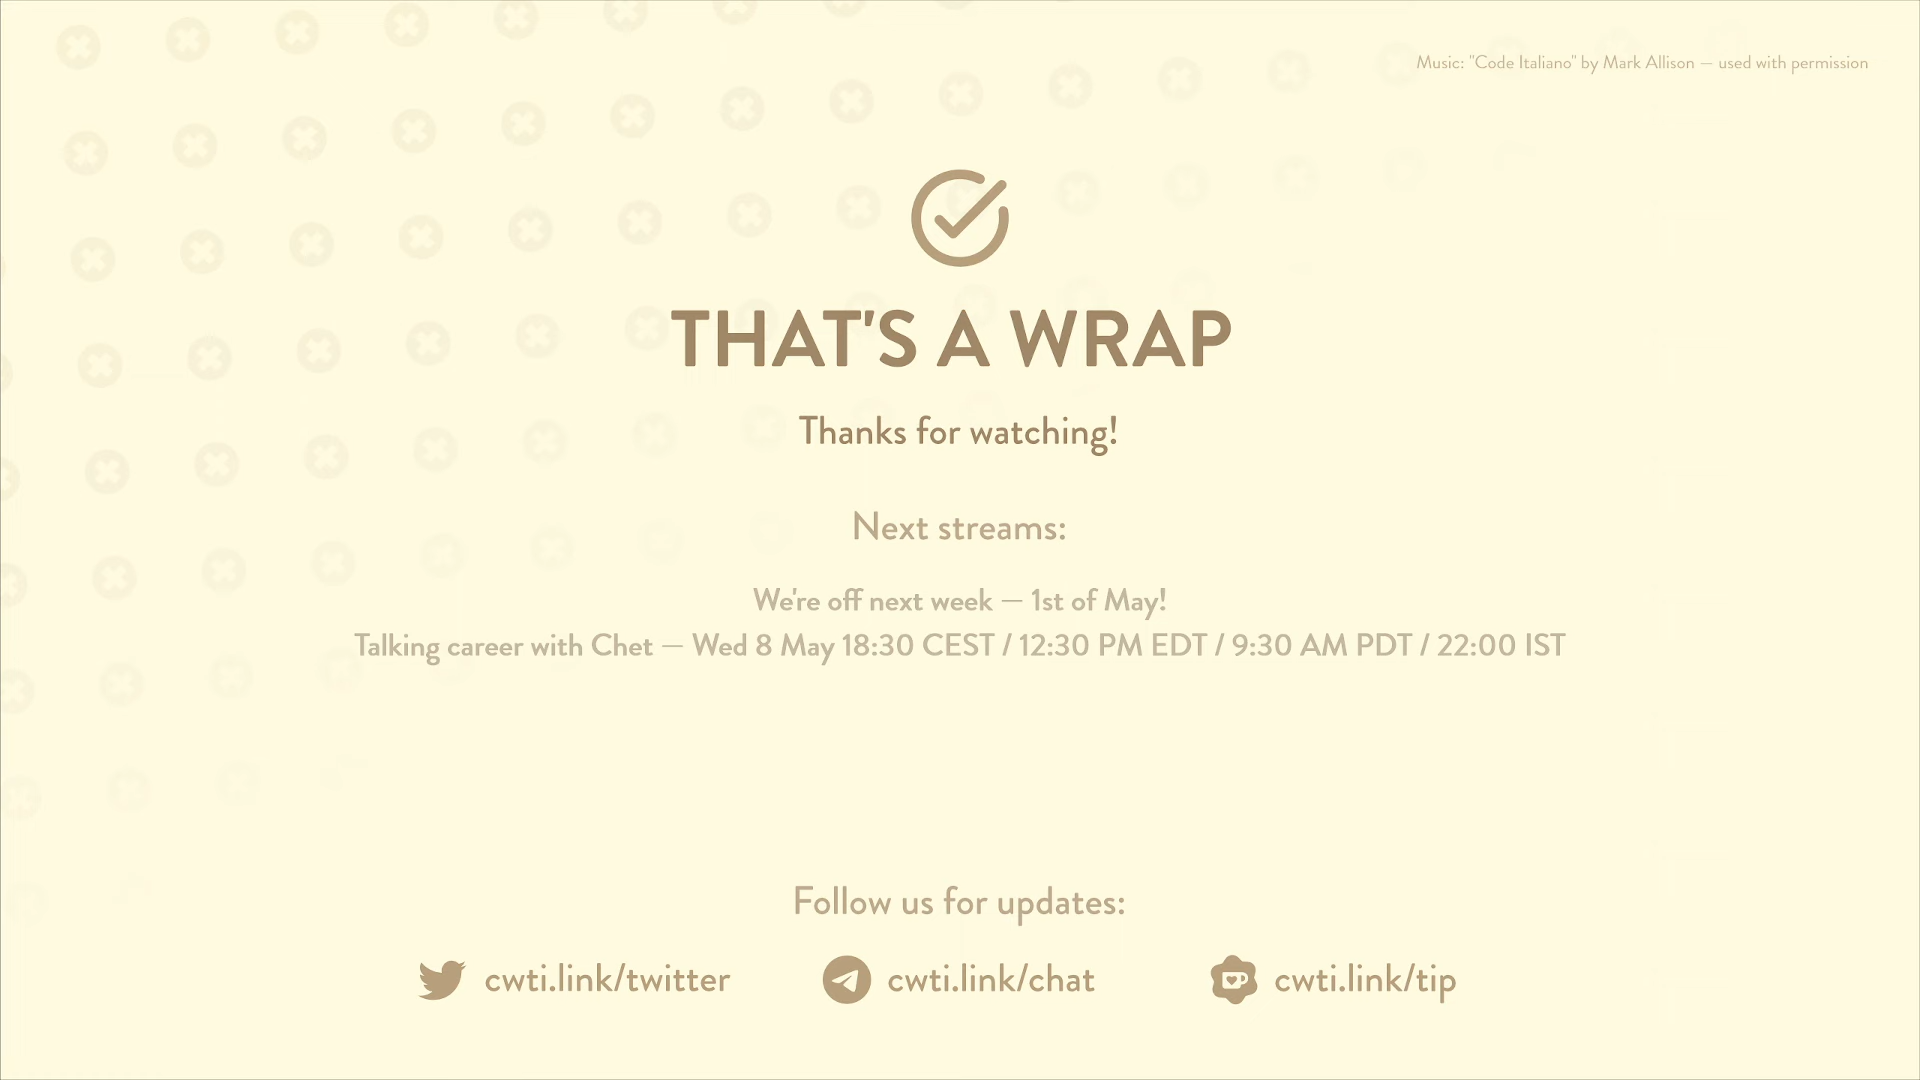 Music: "Code Italiano" by Mark Allison — used with permission
THAT'S A WRAP
Thanks for watching!
Next streams:
We're off next week — 1st of May!
Talking career with Chet — Wed 8 May 18:30 CEST / 12:30 PM EDT / 9:30 AM PDT / 22:00 IST
Follow us for updates:
cwti.link/twitter
cwti.link/chat
cwti.link/tip